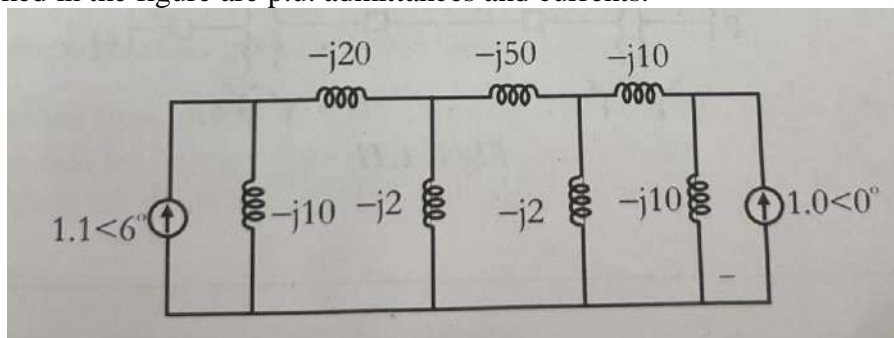 ned in the figure are p.u. admittances and currents.
−j20 −j50 −j10
1.1<6° −j10 −j2 −j2 −j10 1.0<0°
−